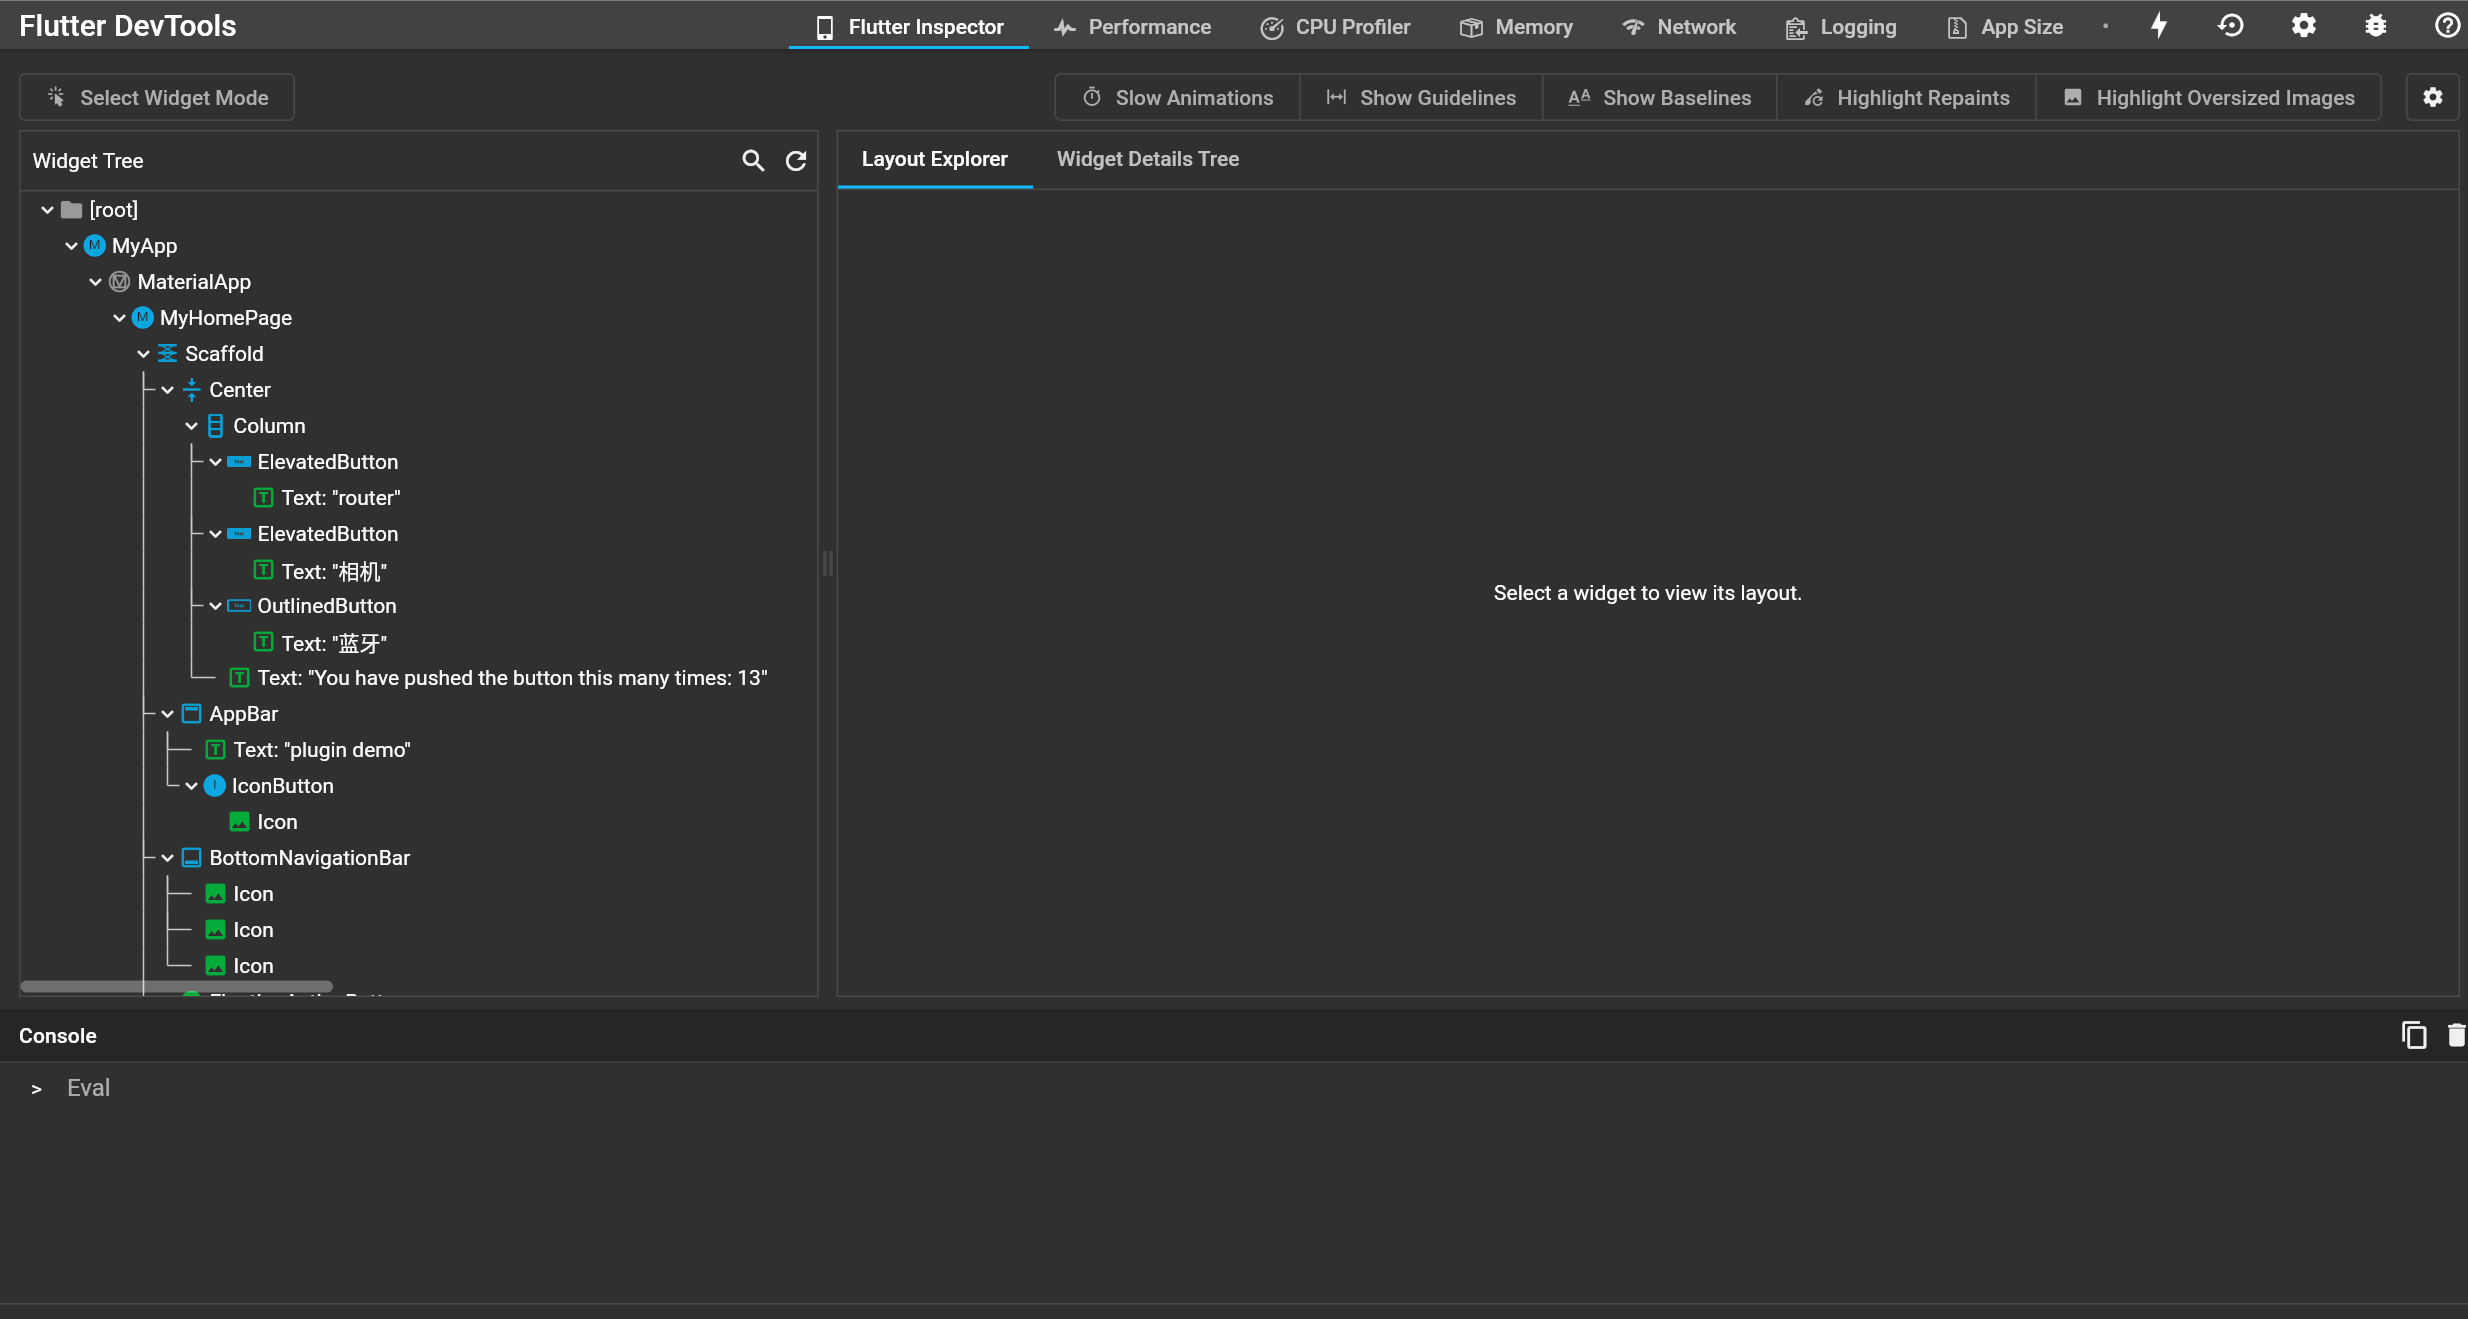 Flutter DevTools
Flutter Inspector
Performance
CPU Profiler
Memory
Network
Logging
App Size
Select Widget Mode
Slow Animations
Show Guidelines
Show Baselines
Highlight Repaints
Highlight Oversized Images
Widget Tree
Layout Explorer
Widget Details Tree
[root]
M MyApp
MaterialApp
M MyHomePage
Scaffold
Center
Column
ElevatedButton
Text: "router"
ElevatedButton
Text: "相机"
OutlinedButton
Text: "蓝牙"
Text: "You have pushed the button this many times: 13"
AppBar
Text: "plugin demo"
I IconButton
Icon
BottomNavigationBar
Icon
Icon
Icon
Select a widget to view its layout.
Console
> Eval